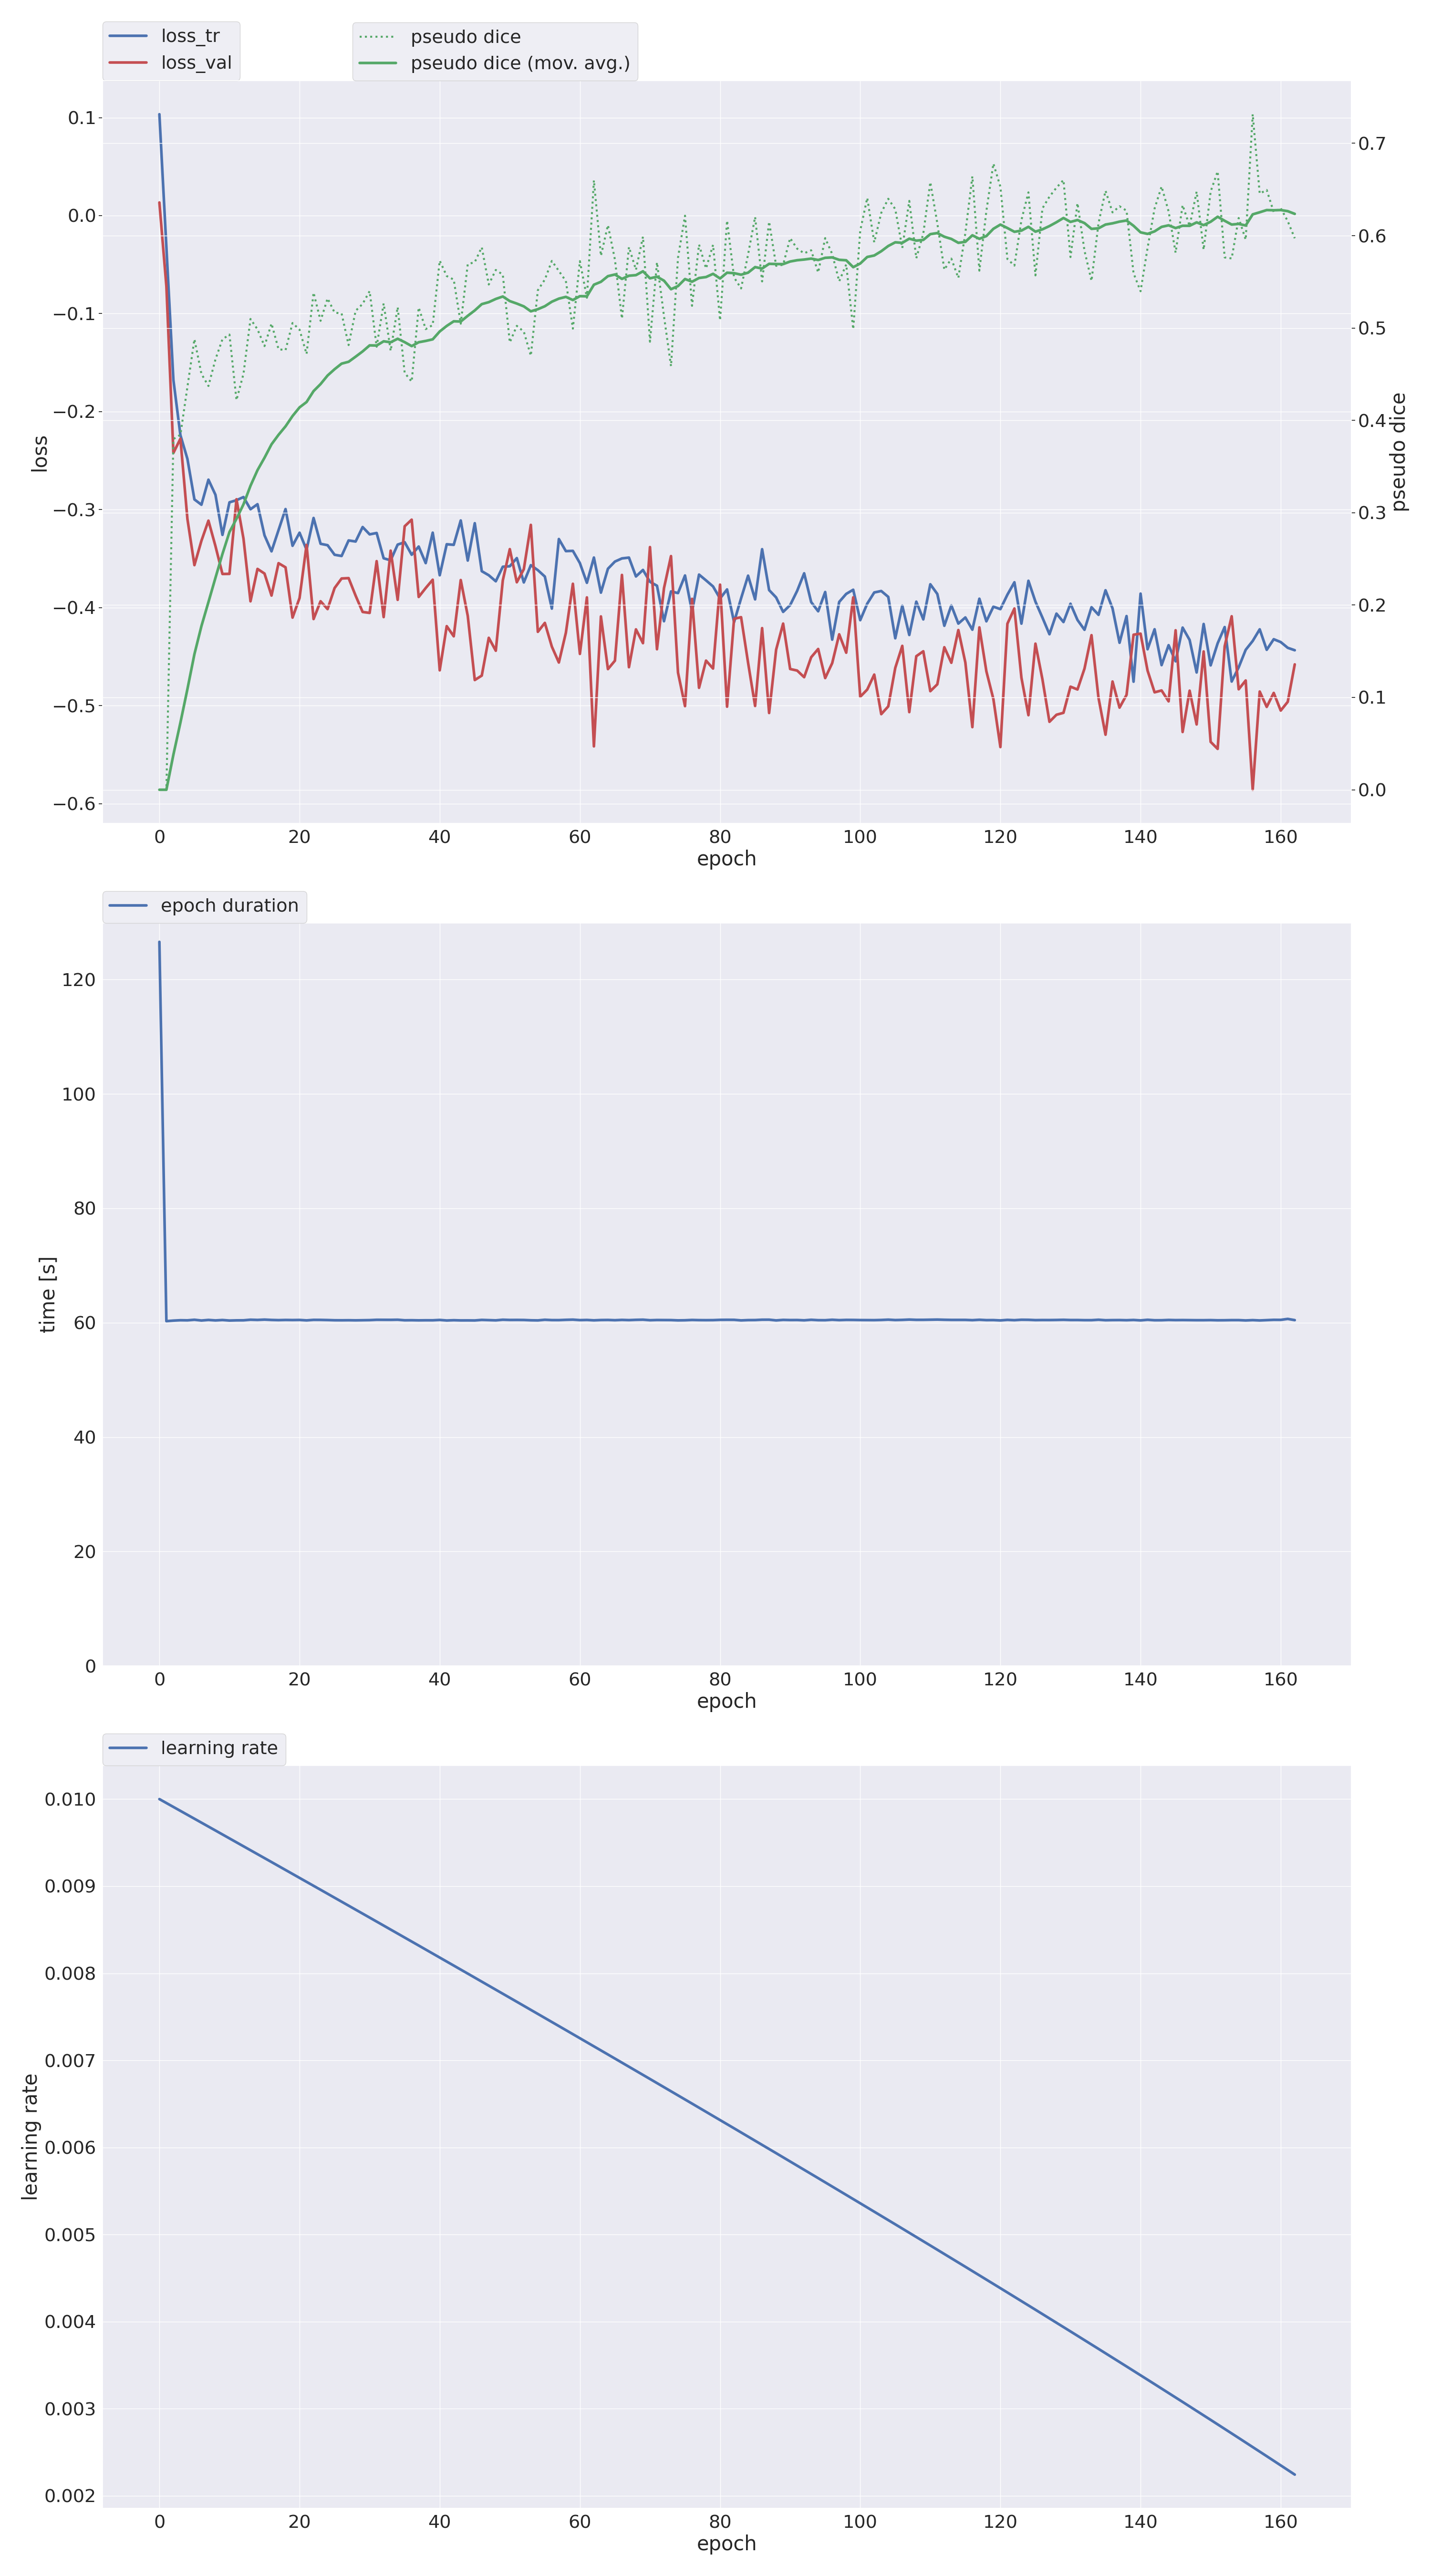 loss_tr
loss_val
pseudo dice
pseudo dice (mov. avg.)
0.1
0.0
−0.1
−0.2
−0.3
−0.4
−0.5
−0.6
loss
0.7
0.6
0.5
0.4
0.3
0.2
0.1
0.0
pseudo dice
0 20 40 60 80 100 120 140 160
epoch
epoch duration
120
100
80
60
40
20
0
time [s]
0 20 40 60 80 100 120 140 160
epoch
learning rate
0.010
0.009
0.008
0.007
0.006
0.005
0.004
0.003
0.002
learning rate
0 20 40 60 80 100 120 140 160
epoch